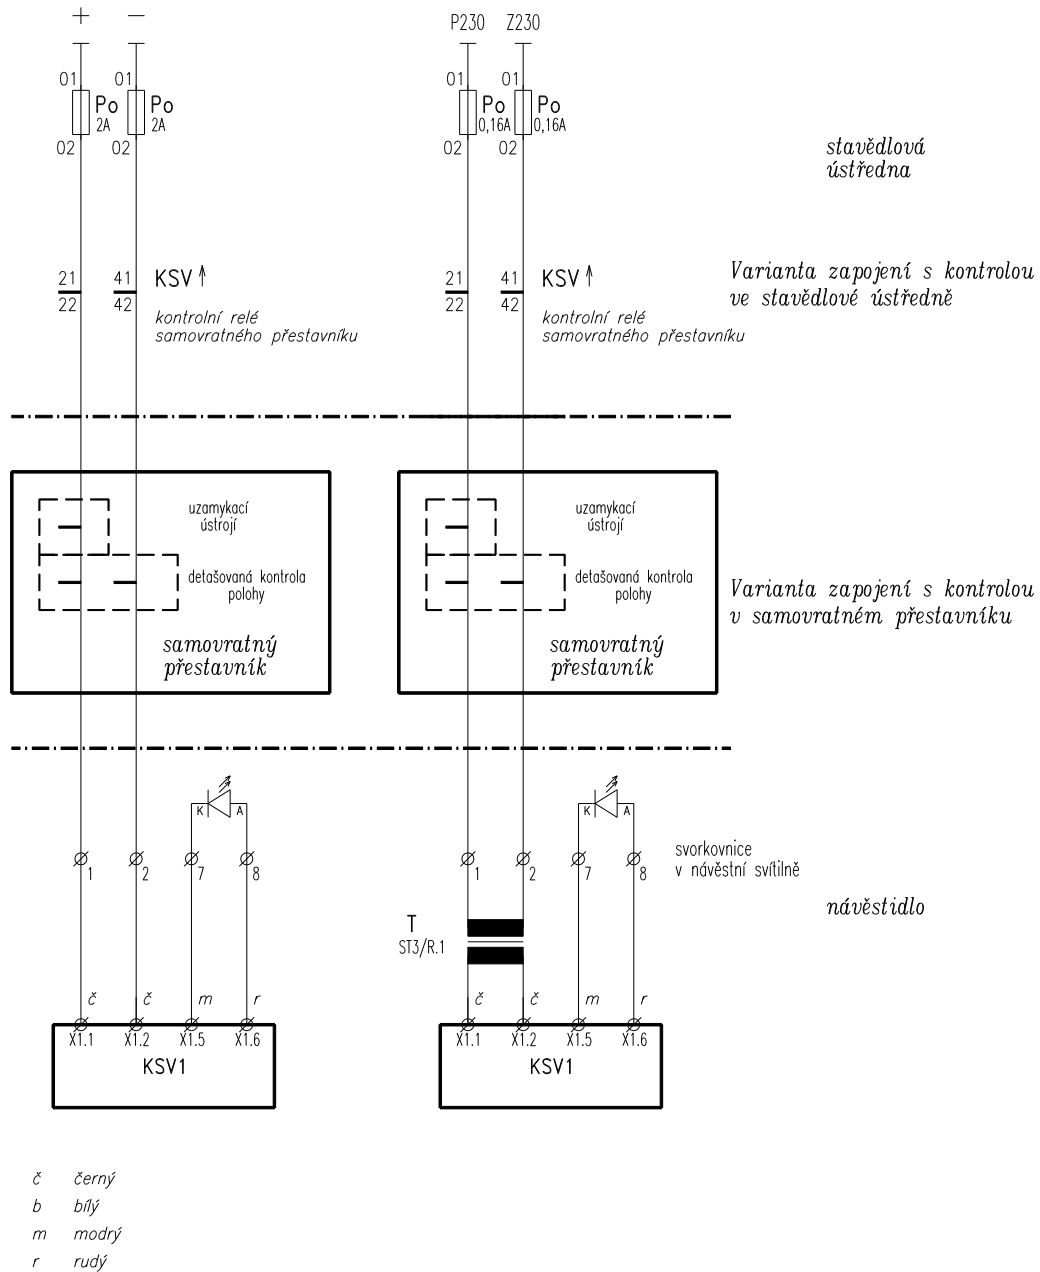 + − P230 Z230
01 01 01 01
Po Po Po Po
2A 2A 0,16A 0,16A
02 02 02 02
stavědlová
ústředna
21 41 KSV 21 41 KSV
22 42 22 42
kontrolní relé
samovratného přestavníku
kontrolní relé
samovratného přestavníku
Varianta zapojení s kontrolou
ve stavědlové ústředně
uzamykací
ústrojí
detašovaná kontrola
polohy
samovratný
přestavník
uzamykací
ústrojí
detašovaná kontrola
polohy
samovratný
přestavník
Varianta zapojení s kontrolou
v samovratném přestavníku
K A K A
1 2 7 8 1 2 7 8
svorkovnice
v návěstní svítilně
návěstidlo
T
ST3/R.1
č č m r č č m r
X1.1 X1.2 X1.5 X1.6 X1.1 X1.2 X1.5 X1.6
KSV1 KSV1
č černý
b bílý
m modrý
r rudý